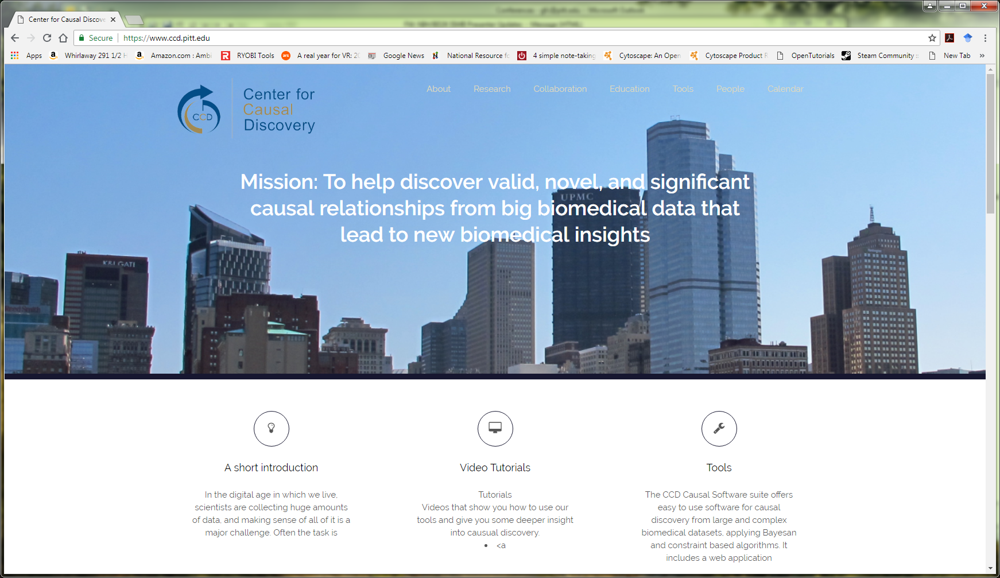 Center for Causal Discove
Secure
https://www.ccd.pitt.edu
Apps
Whirlaway 291 1/2 H
Amazon.com : Ambi
RYOBI Tools
ars
A real year for VR: 20
Google News
National Resource fo
4 simple note-taking
Cytoscape: An Open
Cytoscape Product R
OpenTutorials
Steam Community ::
New Tab
»
CCD
Center for
Causal
Discovery
About
Research
Collaboration
Education
Tools
People
Calendar
Mission: To help discover valid, novel, and significant
causal relationships from big biomedical data that
lead to new biomedical insights
UPMC
K&L GATE
A short introduction
In the digital age in which we live,
scientists are collecting huge amounts
of data, and making sense of all of it is a
major challenge. Often the task is
Video Tutorials
Tutorials
Videos that show you how to use our
tools and give you some deeper insight
into causual discovery.
• <a
Tools
The CCD Causal Software suite offers
easy to use software for causal
discovery from large and complex
biomedical datasets, applying Bayesan
and constraint based algorithms. It
includes a web application